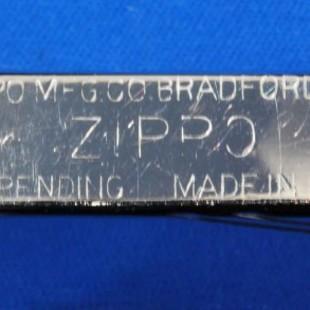 PO MFG.CO. BRADFORD
ZIPPO
PENDING MADE IN